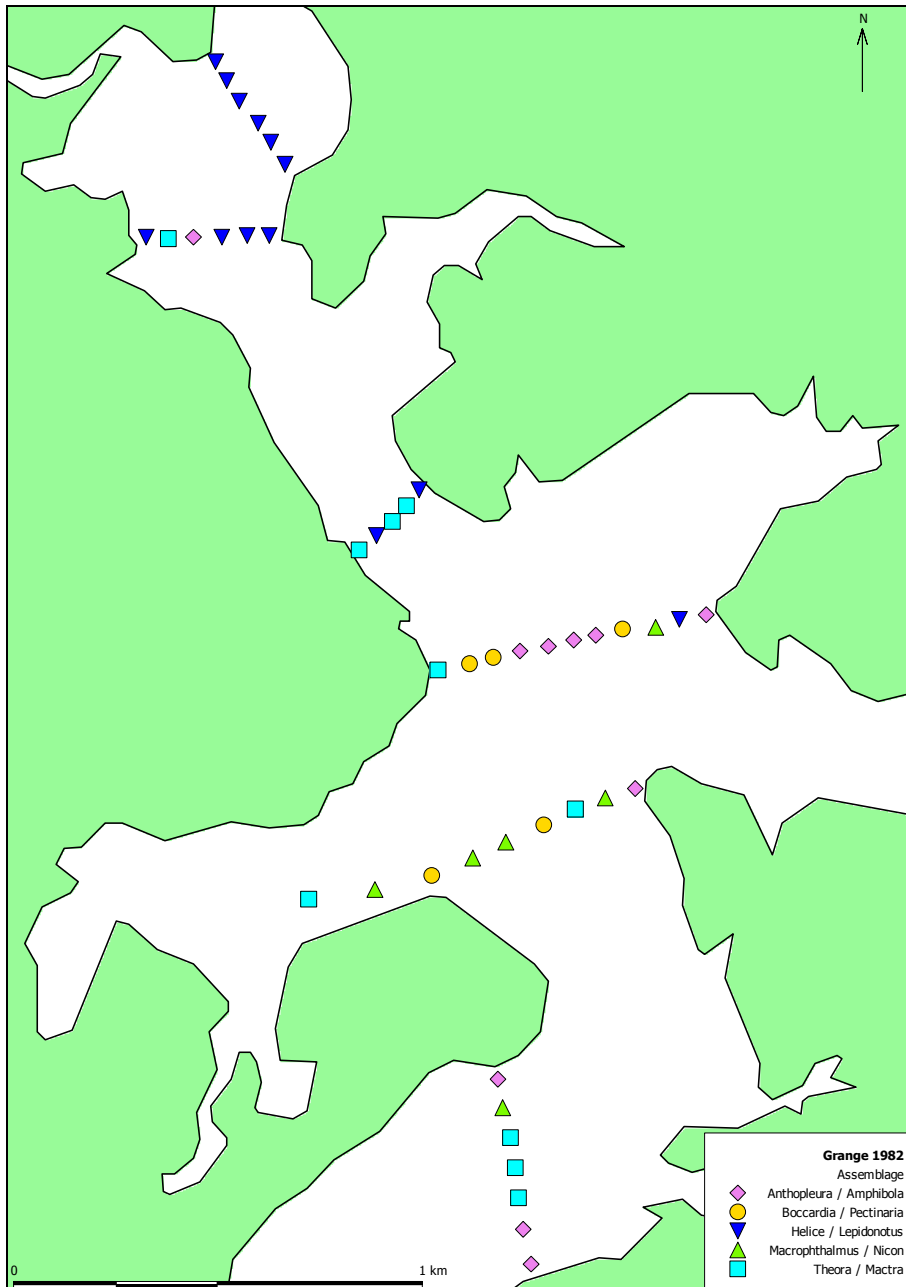 N
Grange 1982
Assemblage
Anthopleura / Amphibola
Boccardia / Pectinaria
Helice / Lepidonotus
Macrophthalmus / Nicon
Theora / Mactra
0 1 km